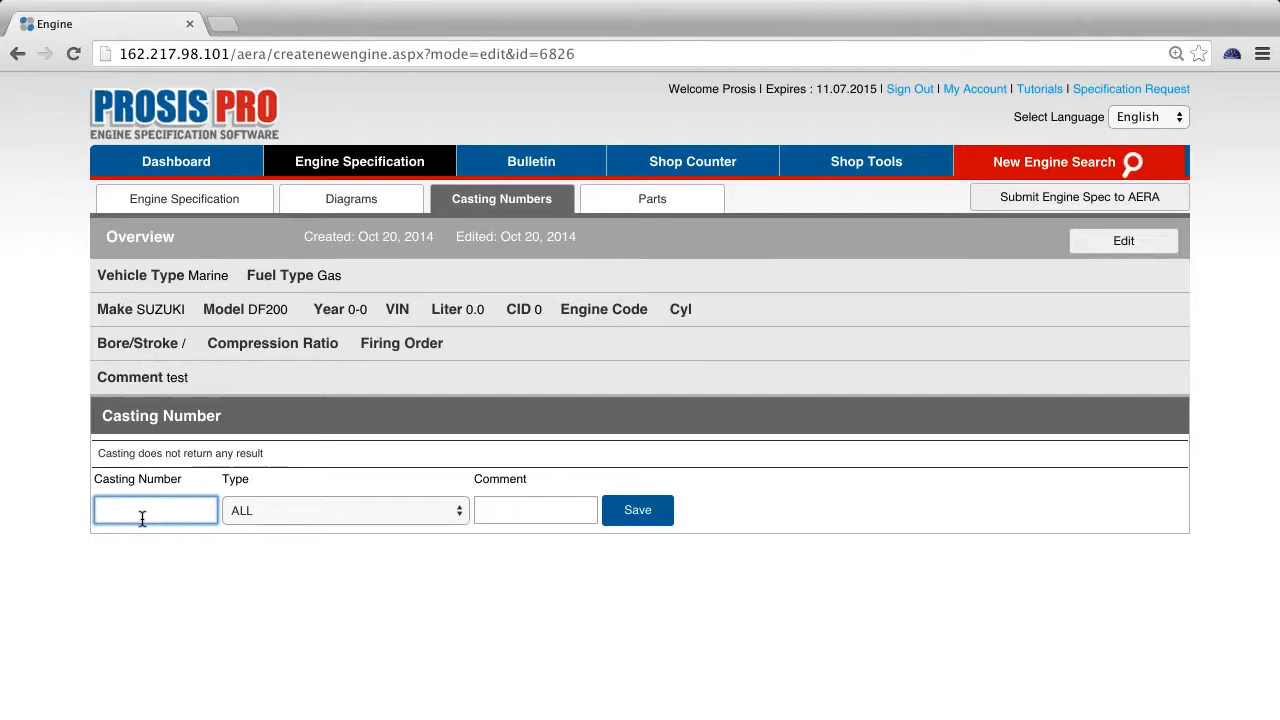 Engine
162.217.98.101/aera/createnewengine.aspx?mode=edit&id=6826
Welcome Prosis | Expires : 11.07.2015 | Sign Out | My Account | Tutorials | Specification Request
PROSIS PRO
ENGINE SPECIFICATION SOFTWARE
Select Language English
Dashboard Engine Specification Bulletin Shop Counter Shop Tools New Engine Search
Engine Specification Diagrams Casting Numbers Parts Submit Engine Spec to AERA
Overview Created: Oct 20, 2014 Edited: Oct 20, 2014 Edit
Vehicle Type Marine Fuel Type Gas
Make SUZUKI Model DF200 Year 0-0 VIN Liter 0.0 CID 0 Engine Code Cyl
Bore/Stroke / Compression Ratio Firing Order
Comment test
Casting Number
Casting does not return any result
Casting Number Type Comment
ALL Save